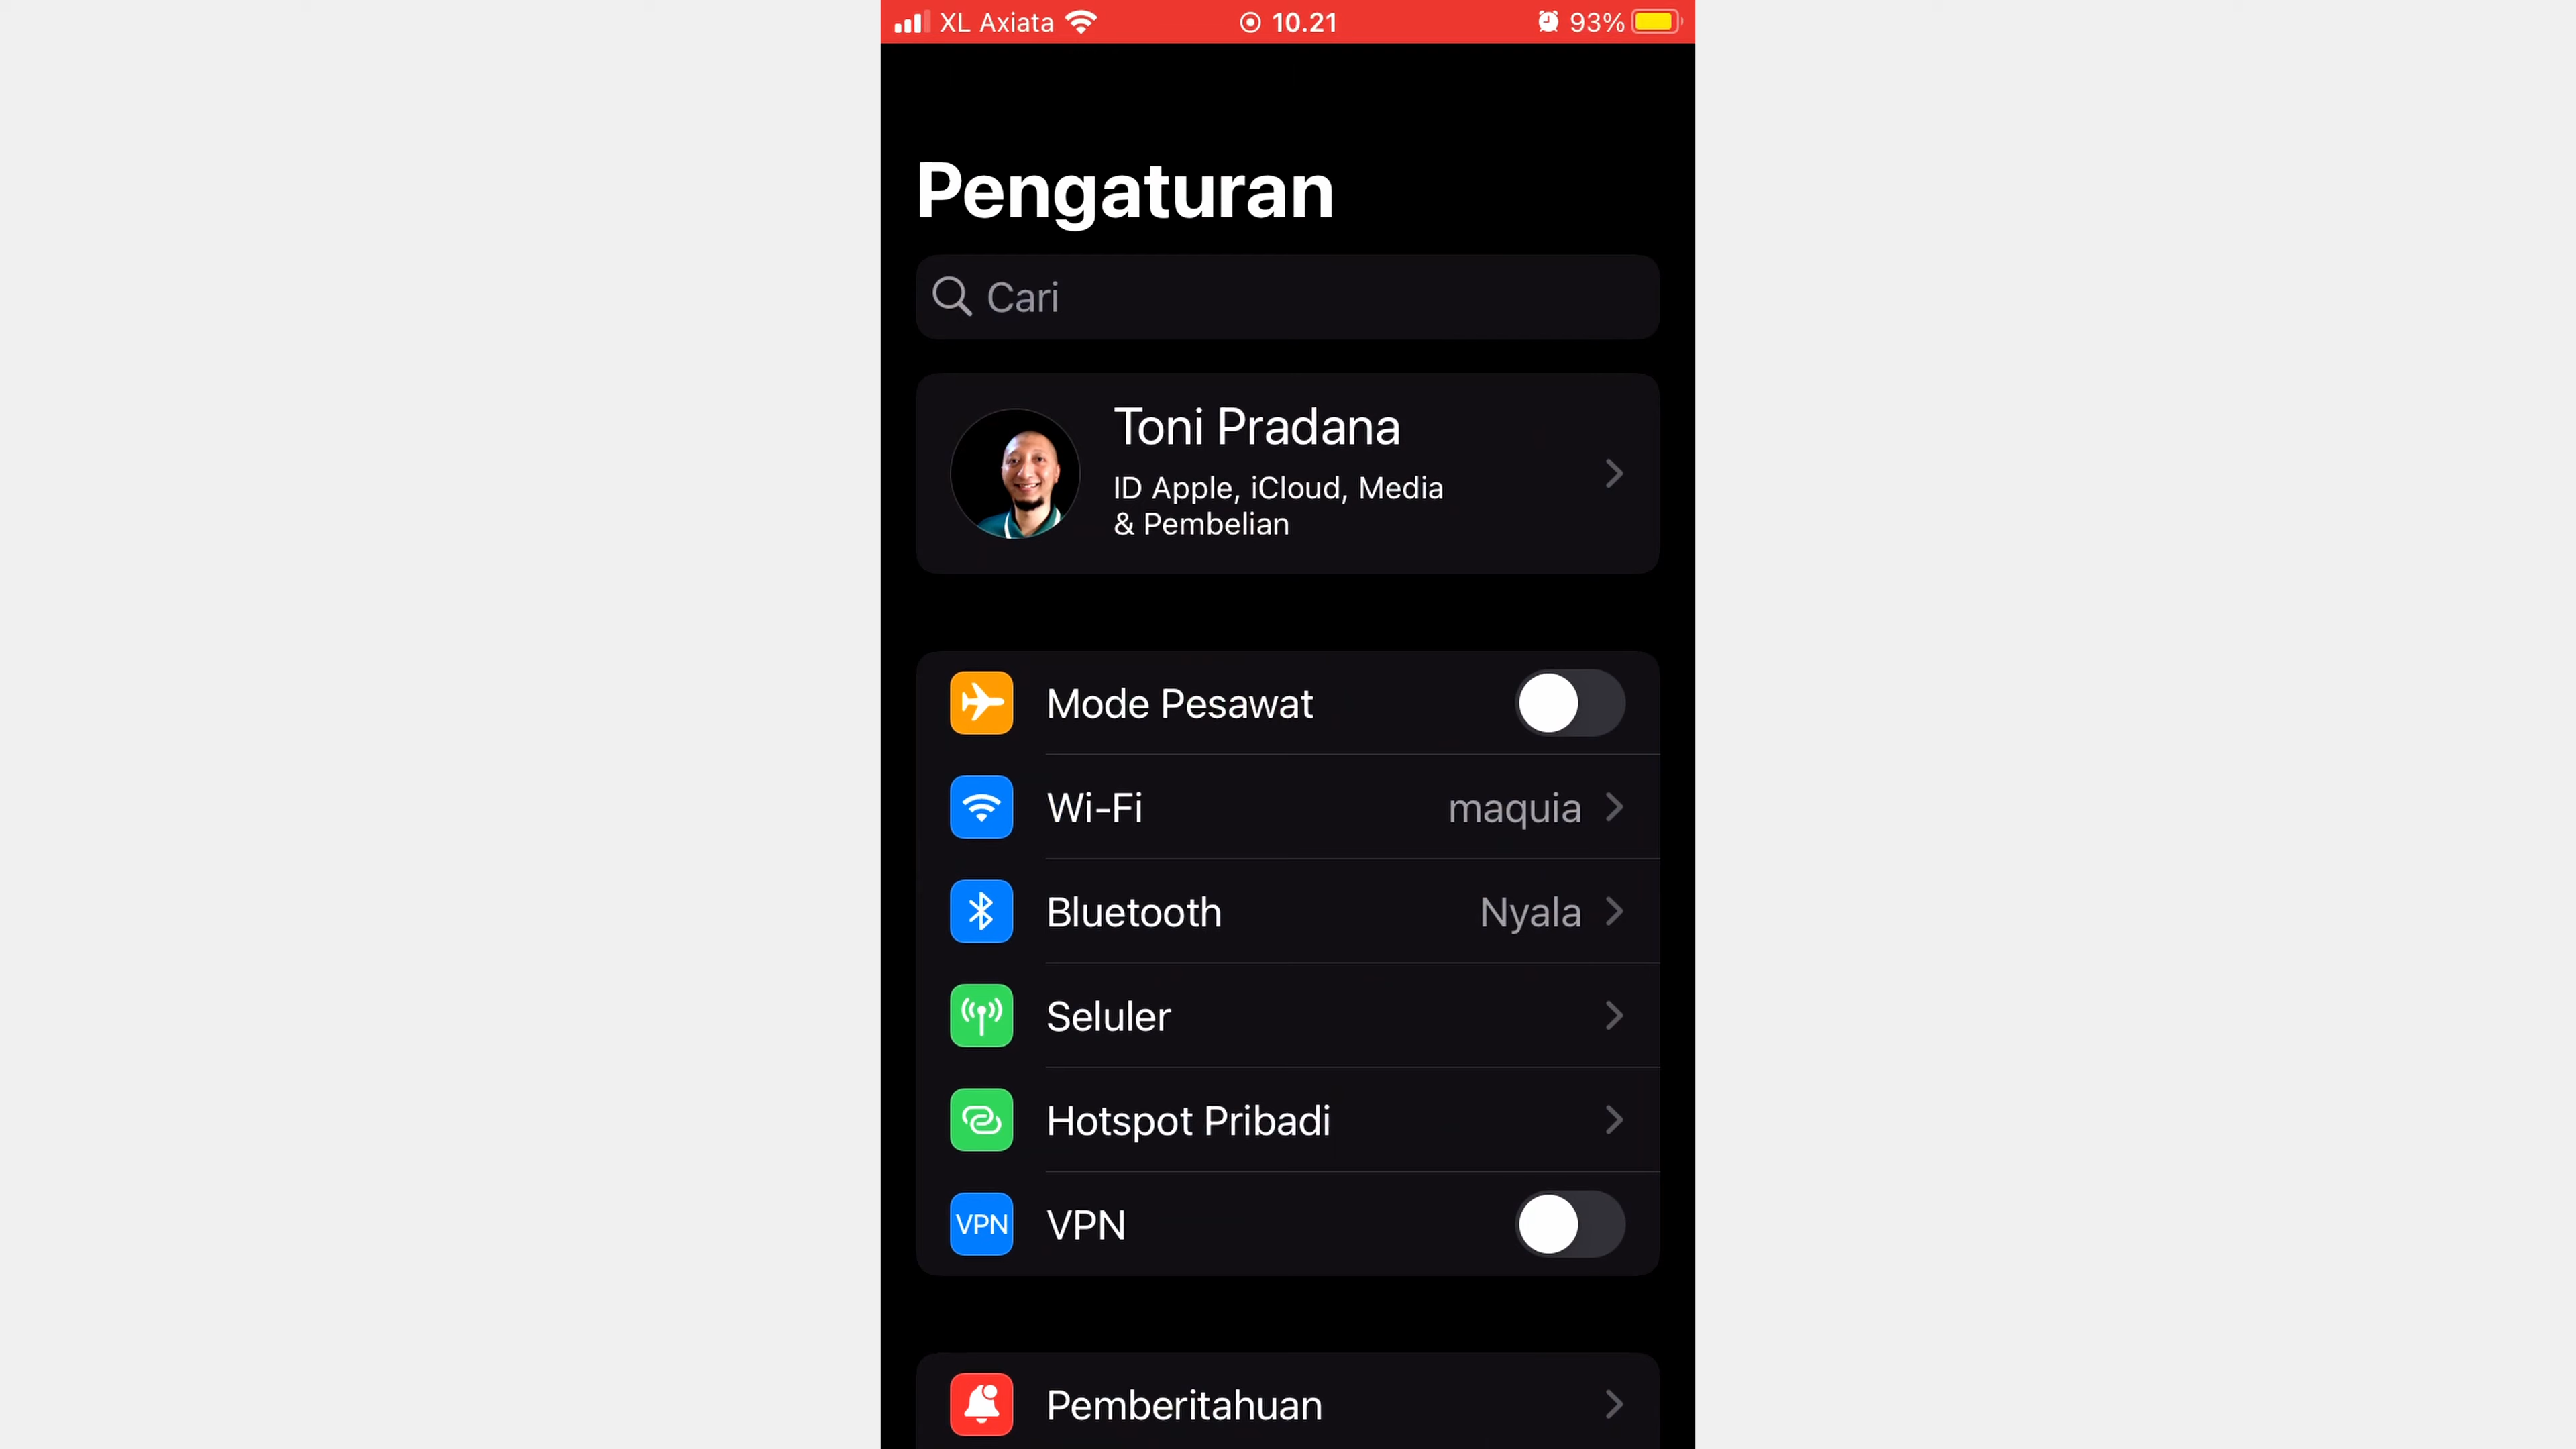 XL Axiata 10.21 93%
Pengaturan
Cari
Toni Pradana
ID Apple, iCloud, Media
& Pembelian
Mode Pesawat
Wi-Fi maquia
Bluetooth Nyala
Seluler
Hotspot Pribadi
VPN VPN
Pemberitahuan